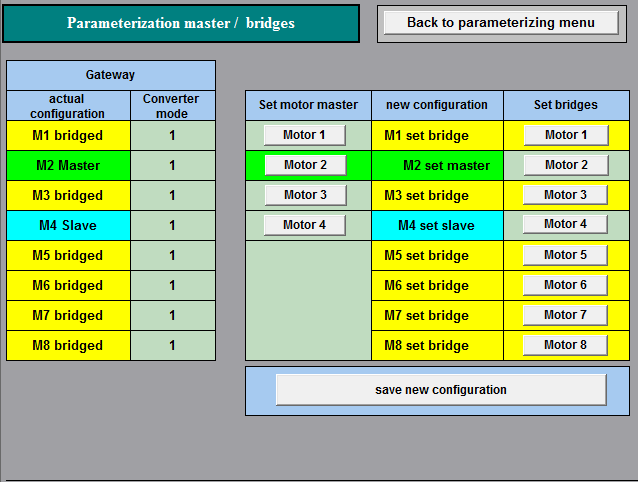 Parameterization master / bridges
Back to parameterizing menu
Gateway
actual configuration Converter mode
M1 bridged 1
M2 Master 1
M3 bridged 1
M4 Slave 1
M5 bridged 1
M6 bridged 1
M7 bridged 1
M8 bridged 1
Set motor master new configuration Set bridges
Motor 1 M1 set bridge Motor 1
Motor 2 M2 set master Motor 2
Motor 3 M3 set bridge Motor 3
Motor 4 M4 set slave Motor 4
M5 set bridge Motor 5
M6 set bridge Motor 6
M7 set bridge Motor 7
M8 set bridge Motor 8
save new configuration